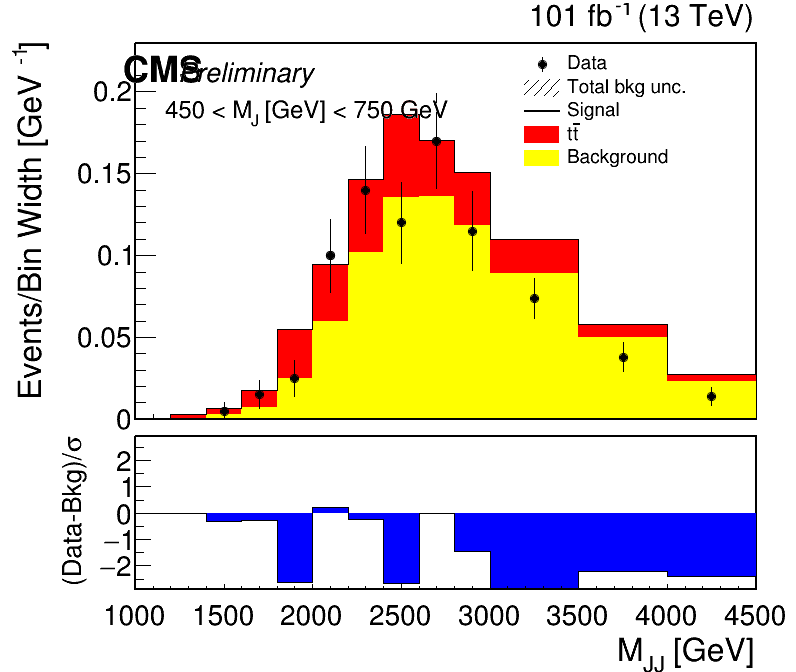 101 fb⁻¹ (13 TeV)
CMS Preliminary
450 < M_J [GeV] < 750 GeV
Data
Total bkg unc.
Signal
tt̄
Background
Events/Bin Width [GeV⁻¹]
0.2
0.15
0.1
0.05
0
(Data-Bkg)/σ
2
1
0
−1
−2
1000 1500 2000 2500 3000 3500 4000 4500
M_JJ [GeV]